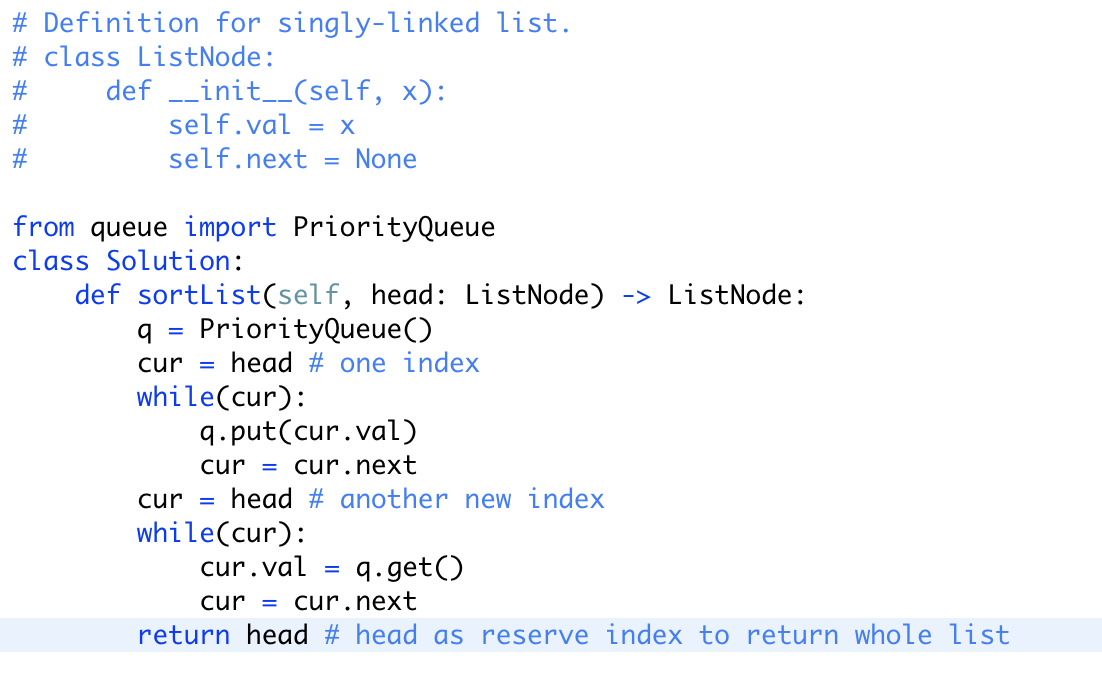 # Definition for singly-linked list.
# class ListNode:
#     def __init__(self, x):
#         self.val = x
#         self.next = None
from queue import PriorityQueue
class Solution:
    def sortList(self, head: ListNode) -> ListNode:
        q = PriorityQueue()
        cur = head # one index
        while(cur):
            q.put(cur.val)
            cur = cur.next
        cur = head # another new index
        while(cur):
            cur.val = q.get()
            cur = cur.next
        return head # head as reserve index to return whole list